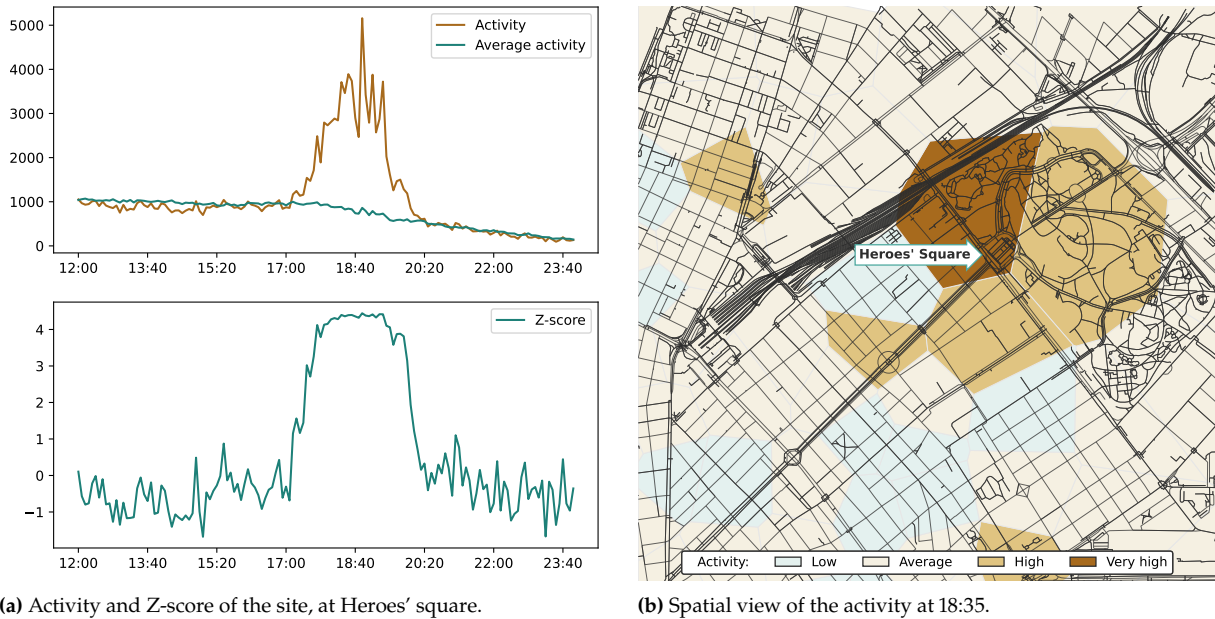 5000
4000
3000
2000
1000
0
Activity
Average activity
12:00 13:40 15:20 17:00 18:40 20:20 22:00 23:40
4
3
2
1
0
−1
Z-score
12:00 13:40 15:20 17:00 18:40 20:20 22:00 23:40
(a) Activity and Z-score of the site, at Heroes’ square.
Heroes' Square
Activity: Low Average High Very high
(b) Spatial view of the activity at 18:35.